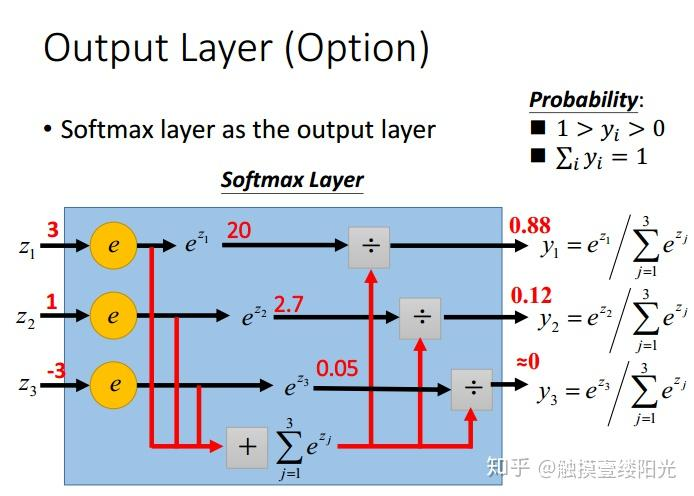 Output Layer (Option)
• Softmax layer as the output layer
Probability:
■ 1 > 𝑦ᵢ > 0
■ ∑ᵢ 𝑦ᵢ = 1
Softmax Layer
z₁ 3 e e^{z₁} 20 ÷ 0.88 y₁ = e^{z₁} / ∑_{j=1}^{3} e^{z_j}
z₂ 1 e e^{z₂} 2.7 ÷ 0.12 y₂ = e^{z₂} / ∑_{j=1}^{3} e^{z_j}
z₃ -3 e e^{z₃} 0.05 ÷ ≈0 y₃ = e^{z₃} / ∑_{j=1}^{3} e^{z_j}
+ ∑_{j=1}^{3} e^{z_j}
知乎 @触摸壹缕阳光